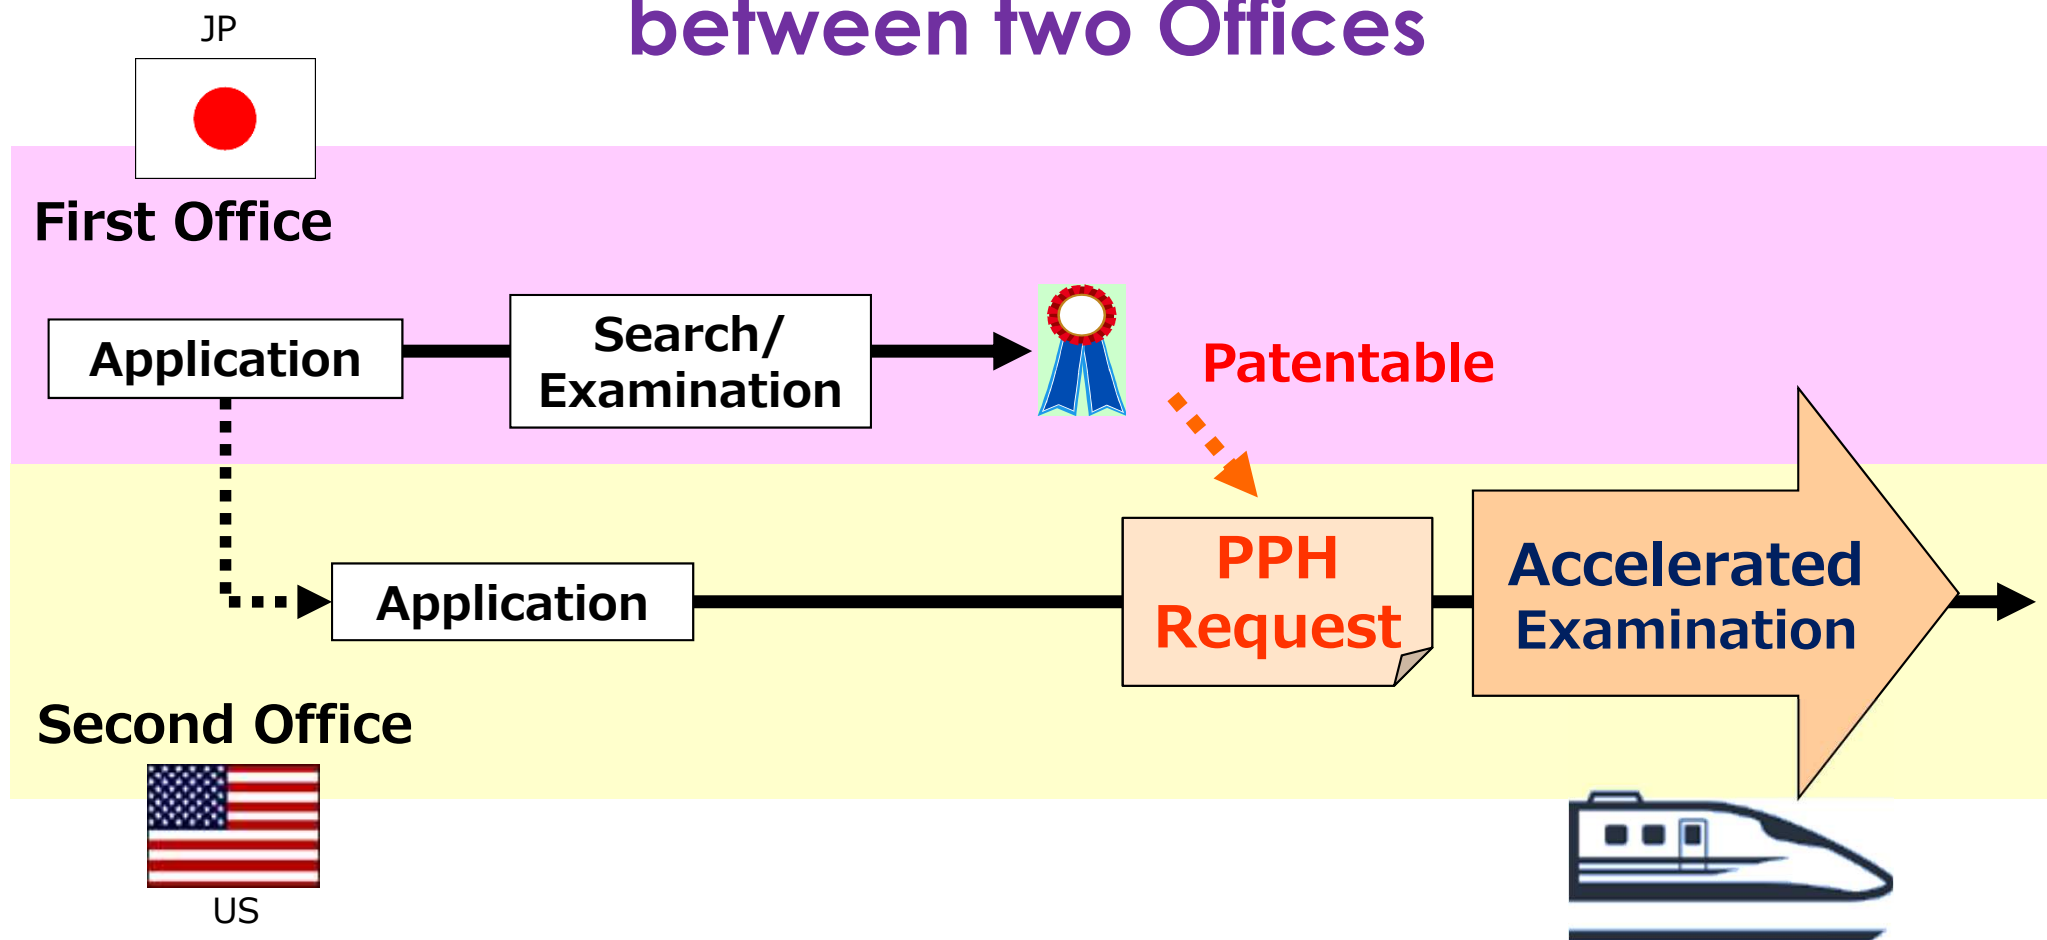 between two Offices
JP
First Office
Application
Search/
Examination
Patentable
Application
PPH
Request
Accelerated
Examination
Second Office
US